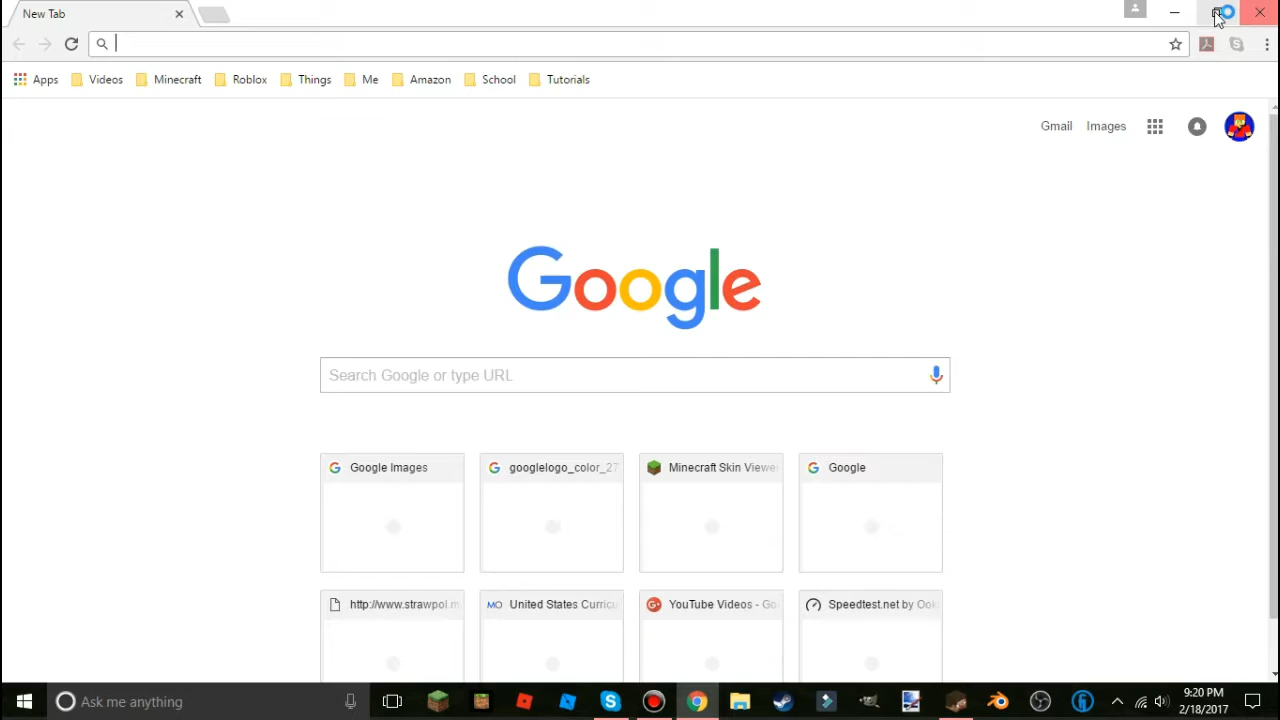 New Tab
Apps Videos Minecraft Roblox Things Me Amazon School Tutorials
Gmail Images
Google
Search Google or type URL
Google Images googlelogo_color_27 Minecraft Skin Viewe Google
http://www.strawpol.m MO United States Curricu YouTube Videos - Go Speedtest.net by Ook
Ask me anything
9:20 PM
2/18/2017